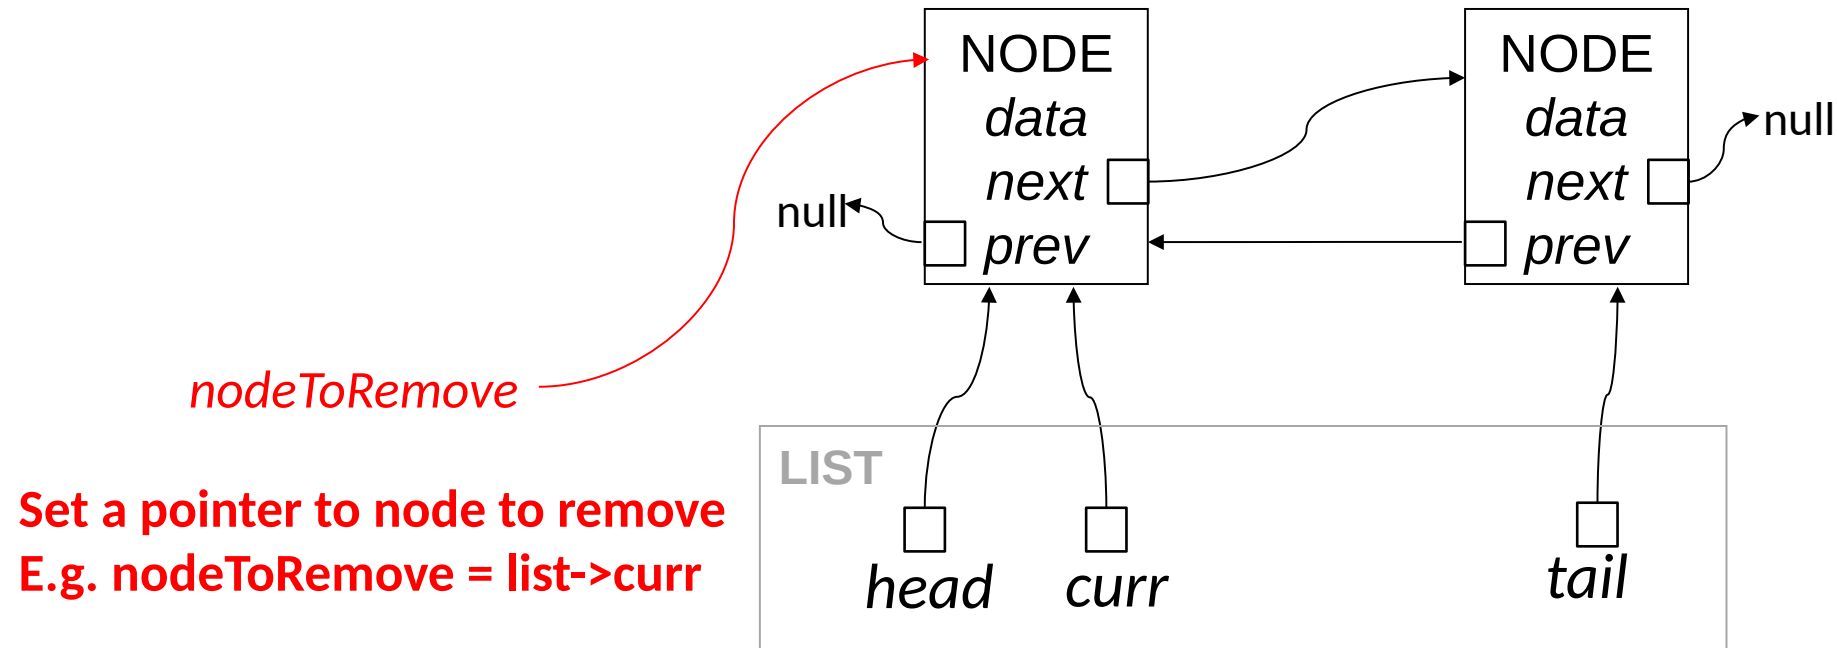 NODE
data
next
prev
null
NODE
data
next
prev
null
nodeToRemove
Set a pointer to node to remove
E.g. nodeToRemove = list->curr
LIST
head
curr
tail